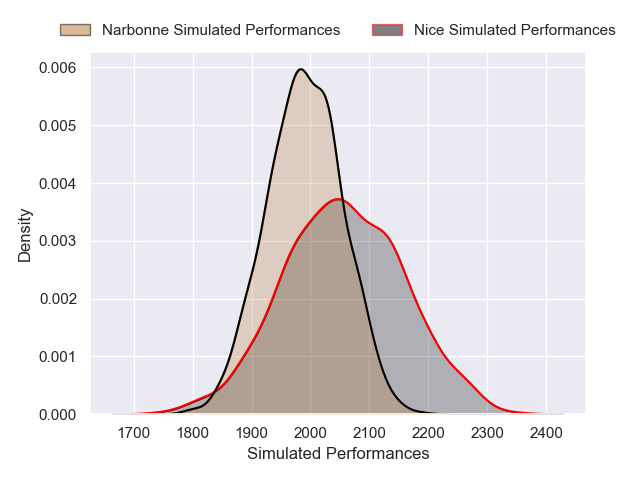 Narbonne Simulated Performances Nice Simulated Performances
0.006
0.005
0.004
0.003
0.002
0.001
0.000
Density
1700 1800 1900 2000 2100 2200 2300 2400
Simulated Performances